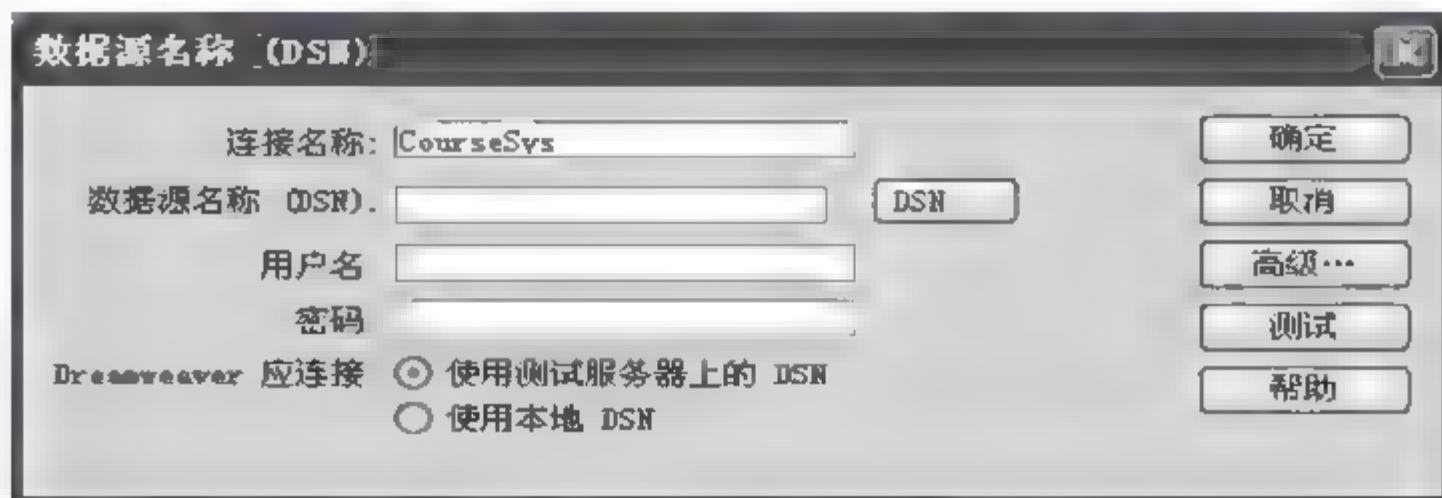 数据源名称 (DSN)
连接名称: CourseSys
确定
数据源名称 (DSN).
DSN
取消
用户名
高级…
密码
测试
Dreamweaver 应连接
使用测试服务器上的 DSN
帮助
使用本地 DSN